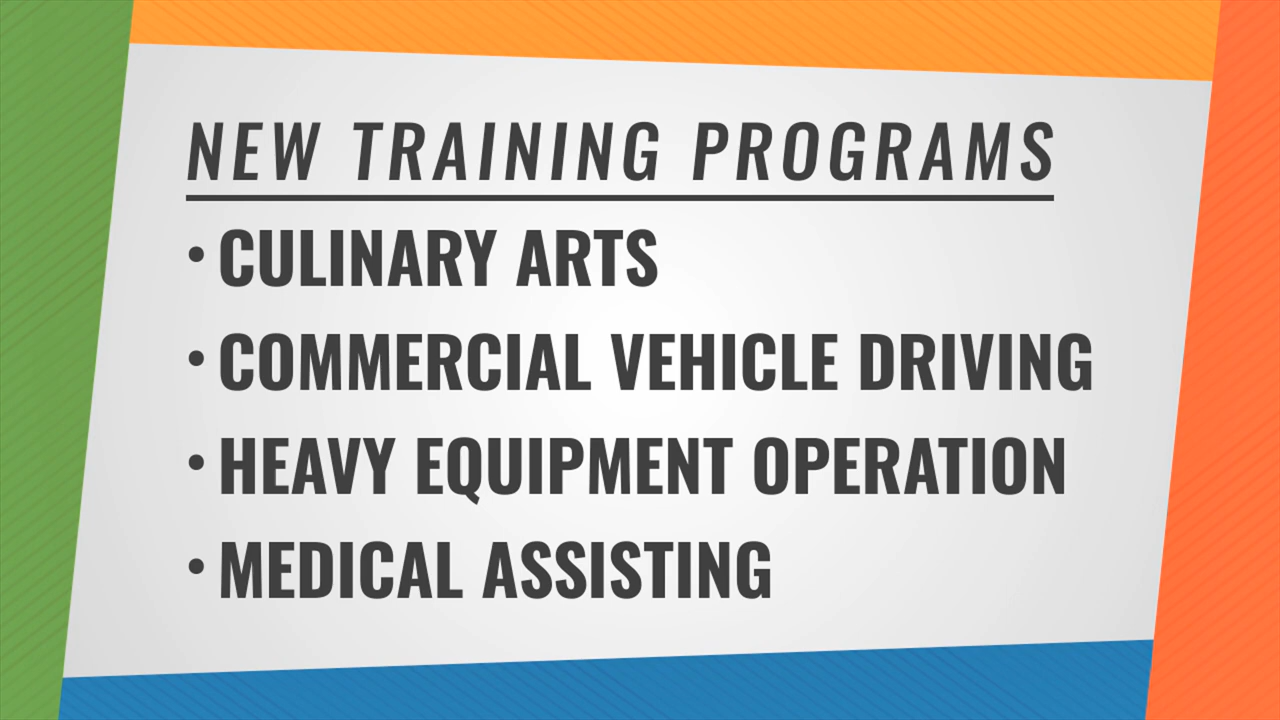 NEW TRAINING PROGRAMS
• CULINARY ARTS
• COMMERCIAL VEHICLE DRIVING
• HEAVY EQUIPMENT OPERATION
• MEDICAL ASSISTING